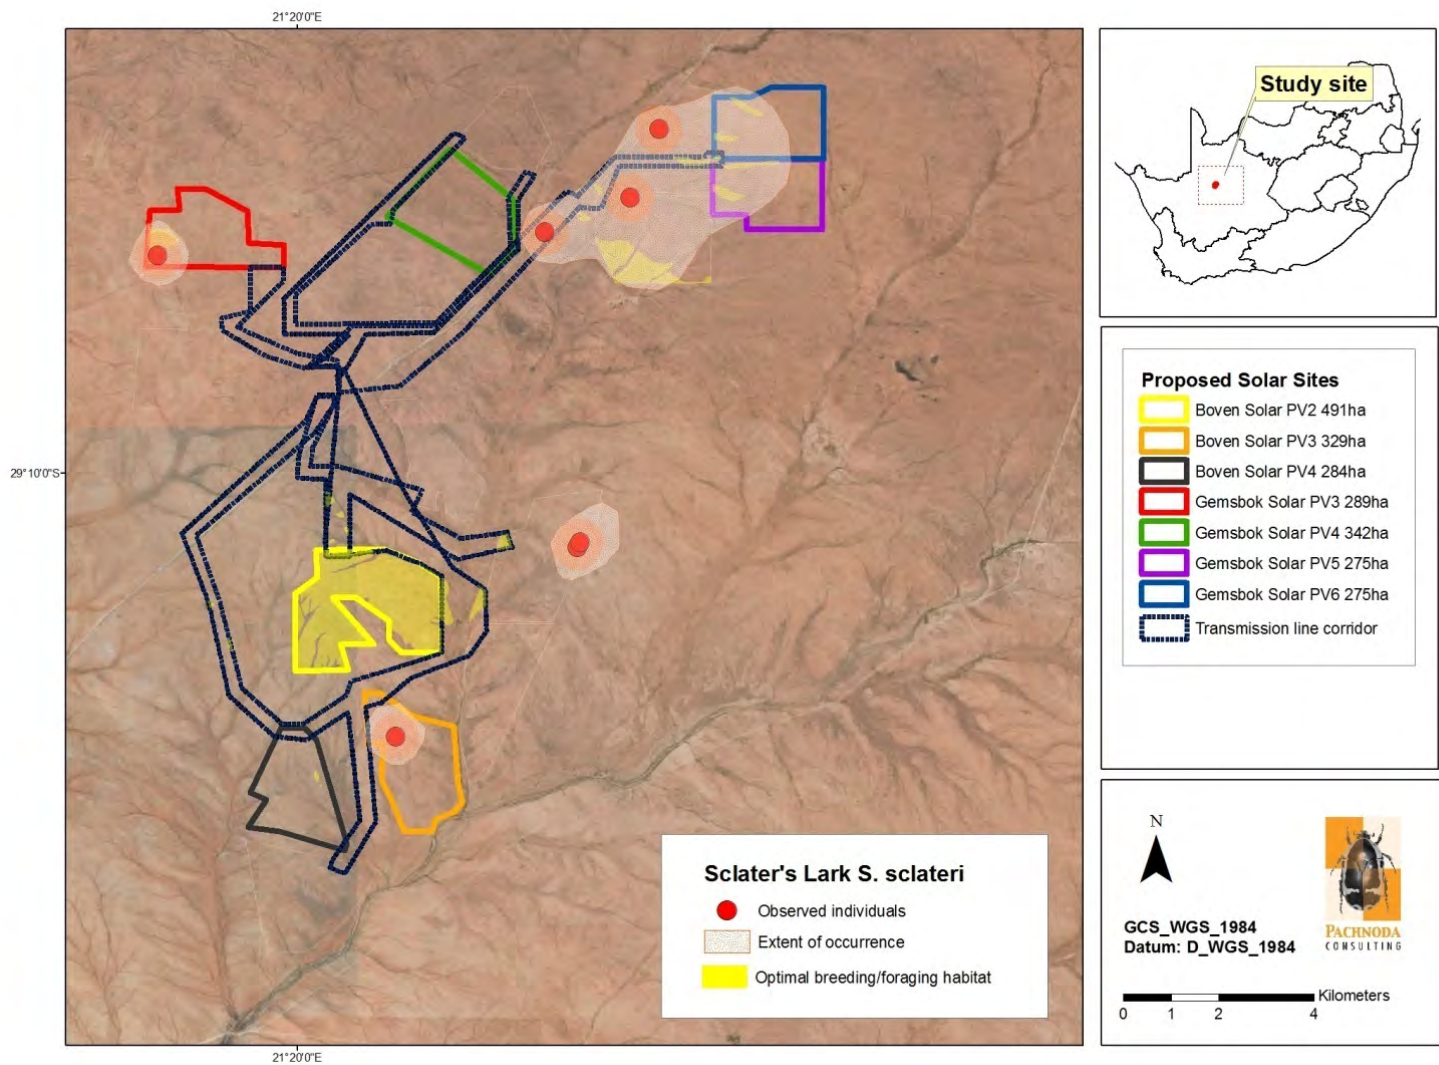 21°20'0"E
29°10'0"S
21°20'0"E
Study site
Proposed Solar Sites
Boven Solar PV2 491ha
Boven Solar PV3 329ha
Boven Solar PV4 284ha
Gemsbok Solar PV3 289ha
Gemsbok Solar PV4 342ha
Gemsbok Solar PV5 275ha
Gemsbok Solar PV6 275ha
Transmission line corridor
Sclater's Lark S. sclateri
Observed individuals
Extent of occurrence
Optimal breeding/foraging habitat
N
GCS_WGS_1984
Datum: D_WGS_1984
PACHNODA
CONSULTING
Kilometers
0 1 2 4